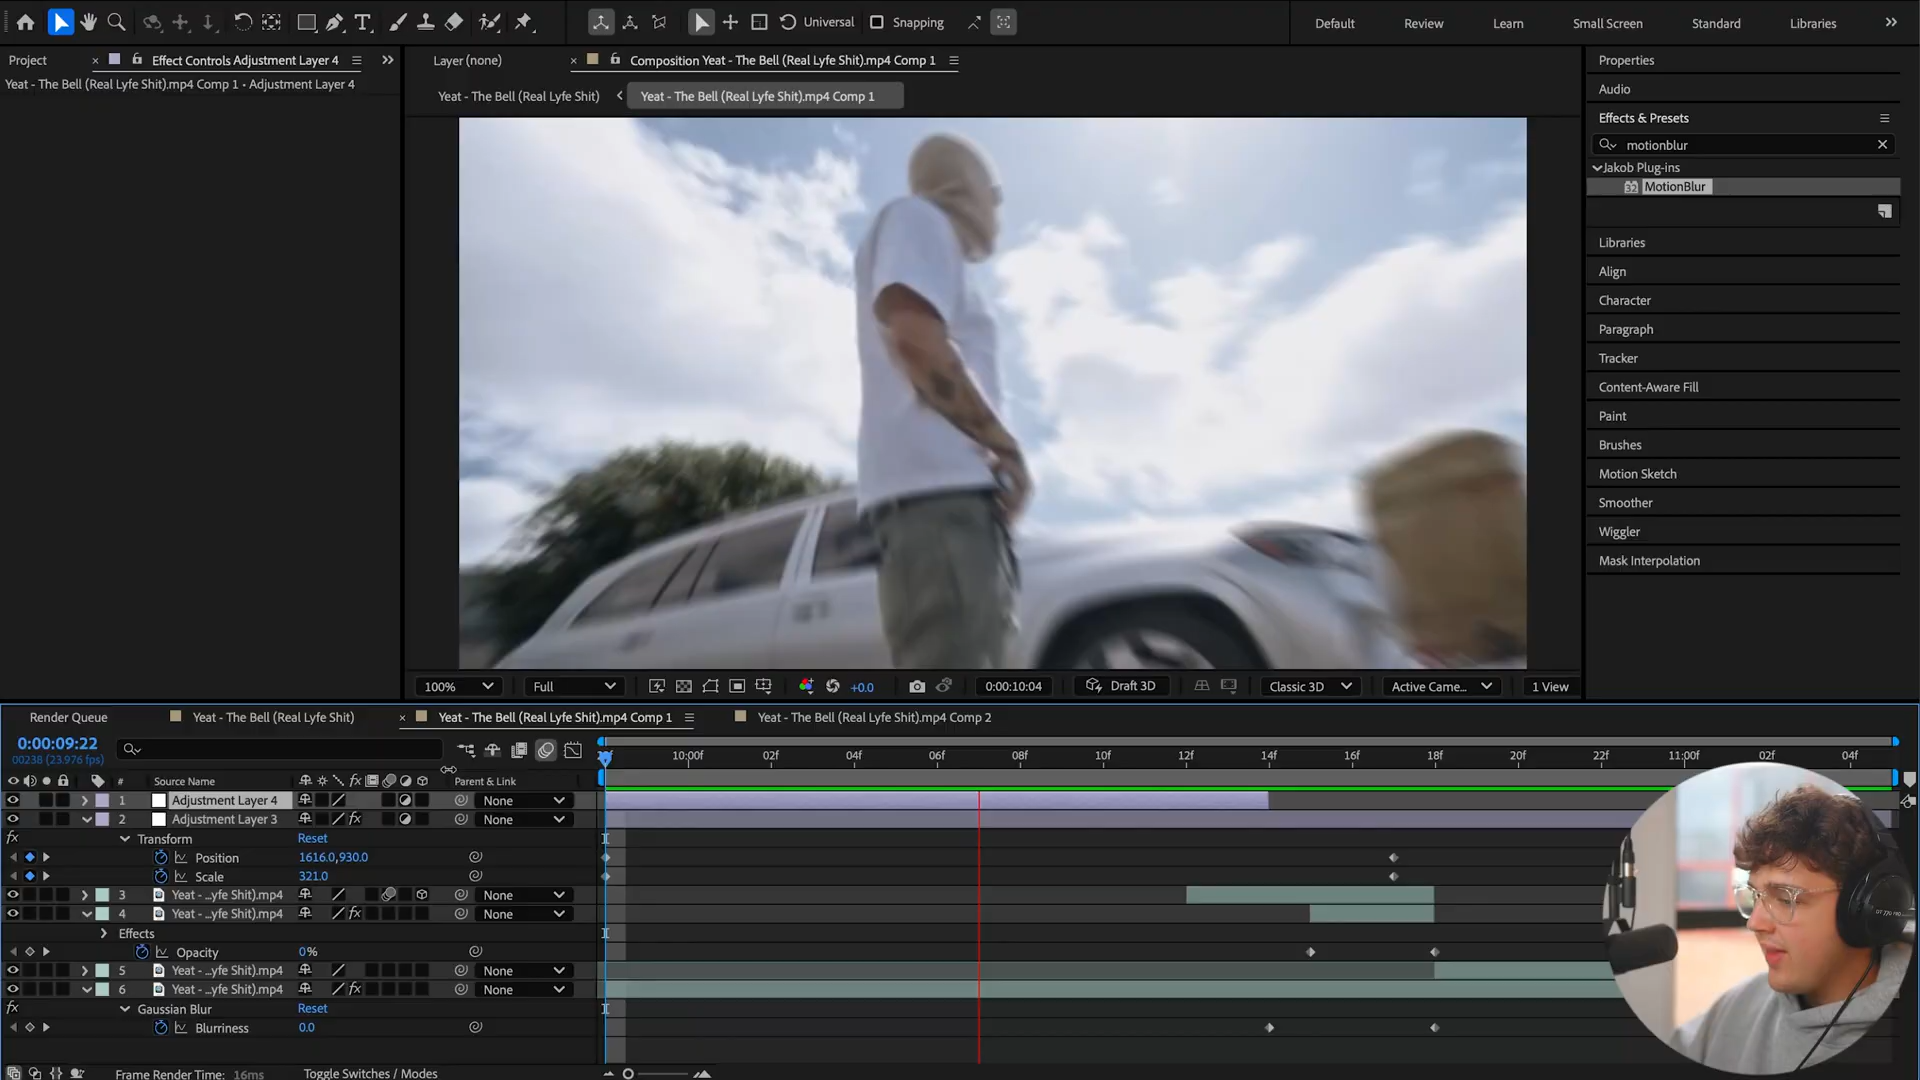 Universal
Snapping
Default
Review
Learn
Small Screen
Standard
Libraries
Project
Effect Controls Adjustment Layer 4
Layer (none)
Composition Yeat - The Bell (Real Lyfe Shit).mp4 Comp 1
Properties
Yeat - The Bell (Real Lyfe Shit).mp4 Comp 1 • Adjustment Layer 4
Yeat - The Bell (Real Lyfe Shit)
Yeat - The Bell (Real Lyfe Shit).mp4 Comp 1
Audio
Effects & Presets
motionblur
Jakob Plug-ins
32 MotionBlur
Libraries
Align
Character
Paragraph
Tracker
Content-Aware Fill
Paint
Brushes
Motion Sketch
Smoother
Wiggler
Mask Interpolation
100%
Full
+0.0
0:00:10:04
Draft 3D
Classic 3D
Active Came...
1 View
Render Queue
Yeat - The Bell (Real Lyfe Shit)
Yeat - The Bell (Real Lyfe Shit).mp4 Comp 1
Yeat - The Bell (Real Lyfe Shit).mp4 Comp 2
0:00:09:22
00238 (23.976 fps)
10:00f 02f 04f 06f 08f 10f 12f 14f 16f 18f 20f 22f 11:00f 02f 04f
# Source Name fx Parent & Link
1 Adjustment Layer 4 None
2 Adjustment Layer 3 fx None
fx Transform Reset
Position 1616.0,930.0
Scale 321.0
3 Yeat - ...yfe Shit).mp4 None
4 Yeat - ...yfe Shit).mp4 fx None
Effects
Opacity 0%
5 Yeat - ...yfe Shit).mp4 None
6 Yeat - ...yfe Shit).mp4 fx None
fx Gaussian Blur Reset
Blurriness 0.0
Frame Render Time: 16ms
Toggle Switches / Modes